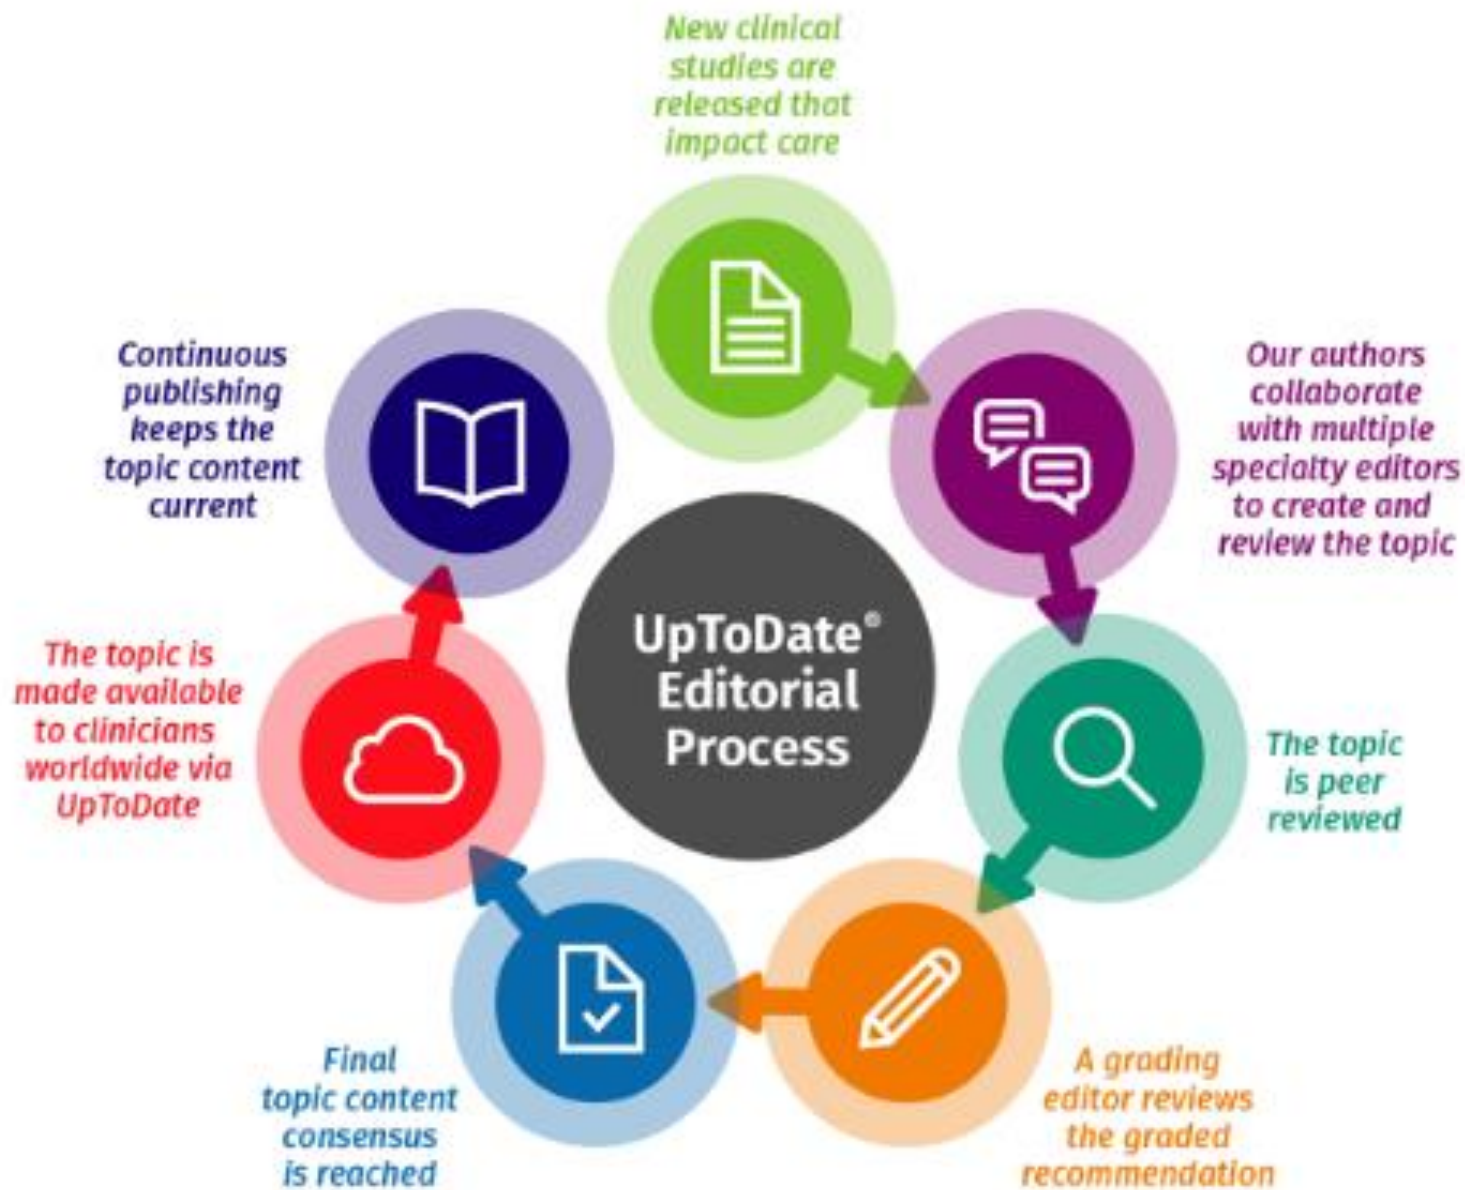 New clinical
studies are
released that
impact care
Our authors
collaborate
with multiple
specialty editors
to create and
review the topic
The topic
is peer
reviewed
A grading
editor reviews
the graded
recommendation
Final
topic content
consensus
is reached
The topic is
made available
to clinicians
worldwide via
UpToDate
Continuous
publishing
keeps the
topic content
current
UpToDate®
Editorial
Process